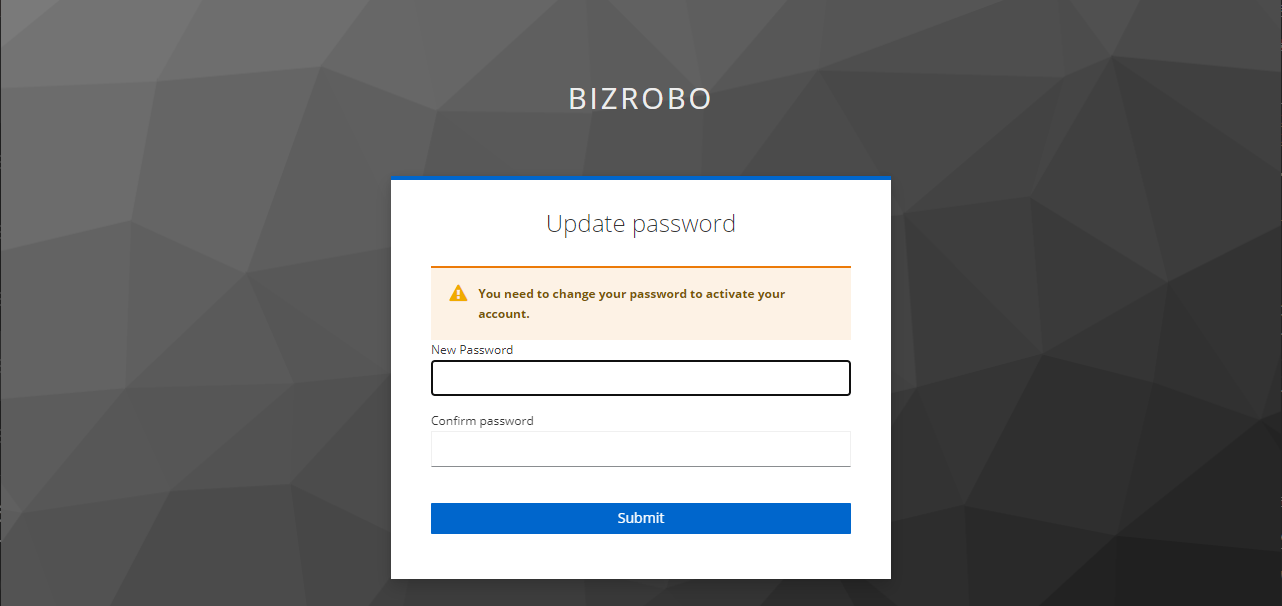 BIZROBO
Update password
You need to change your password to activate your
account.
New Password
Confirm password
Submit